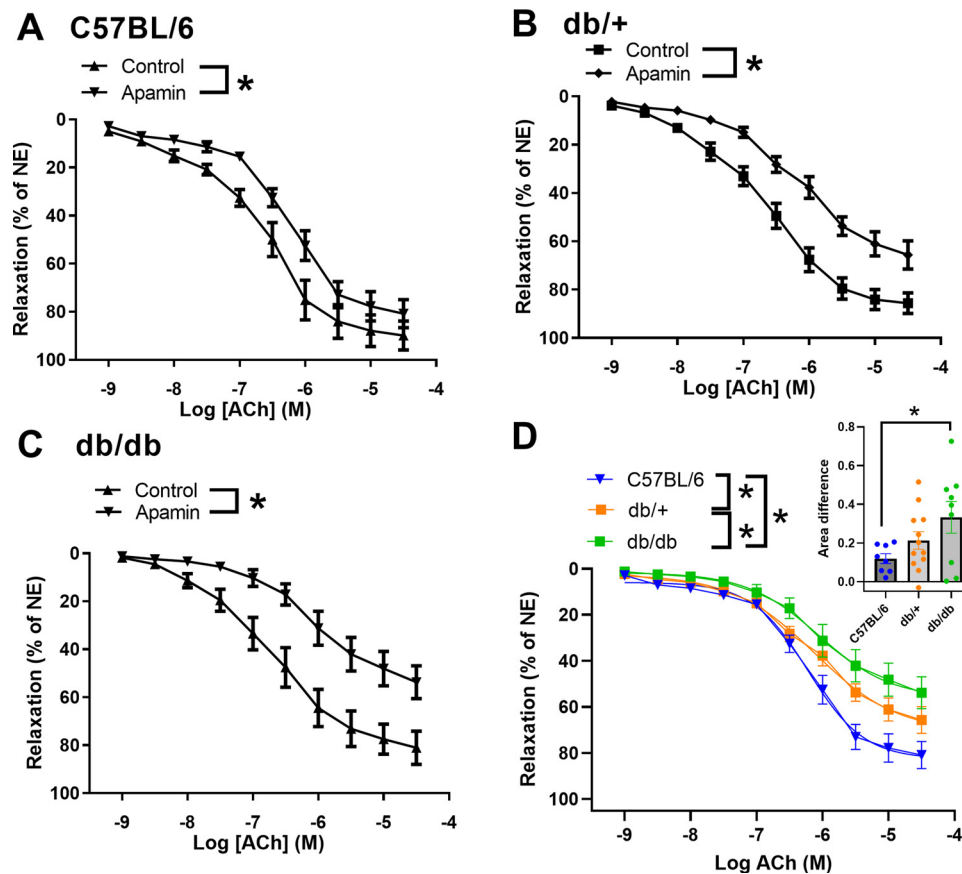 A C57BL/6
Control
Apamin
*
Relaxation (% of NE)
0
20
40
60
80
100
-9 -8 -7 -6 -5 -4
Log [ACh] (M)
B db/+
Control
Apamin
*
Relaxation (% of NE)
0
20
40
60
80
100
-9 -8 -7 -6 -5 -4
Log [ACh] (M)
C db/db
Control
Apamin
*
Relaxation (% of NE)
0
20
40
60
80
100
-9 -8 -7 -6 -5 -4
Log [ACh] (M)
D
C57BL/6
db/+
db/db
*
*
*
Relaxation (% of NE)
0
20
40
60
80
100
-9 -8 -7 -6 -5 -4
Log ACh (M)
*
Area difference
0.8
0.6
0.4
0.2
0.0
C57BL/6
db/+
db/db